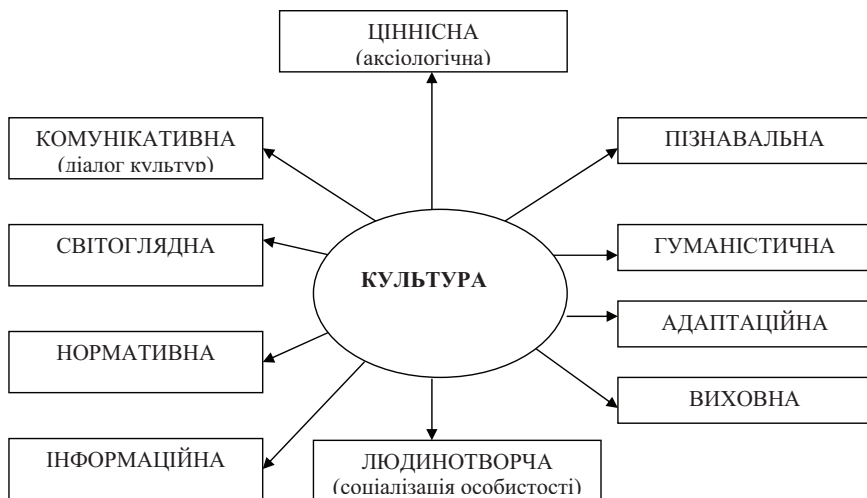 ЦІННІСНА
(аксіологічна)
КОМУНІКАТИВНА
(діалог культур)
ПІЗНАВАЛЬНА
СВІТОГЛЯДНА
ГУМАНІСТИЧНА
КУЛЬТУРА
АДАПТАЦІЙНА
НОРМАТИВНА
ВИХОВНА
ІНФОРМАЦІЙНА
ЛЮДИНОТВОРЧА
(соціалізація особистості)